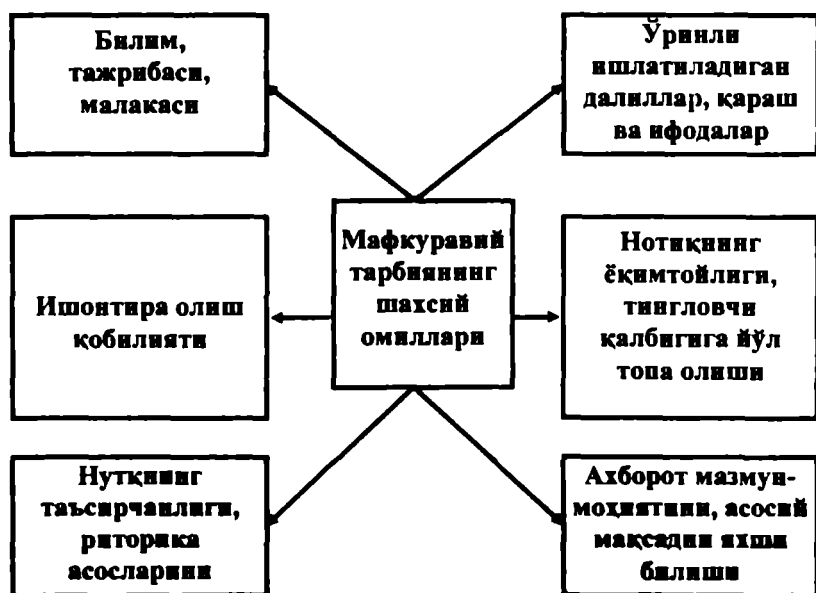 Билим,
тажрибаси,
малакаси
Ўринли
ишлатиладиган
далиллар, қараш
ва ифодалар
Мафкуравий
тарбиянинг
шахсий
омиллари
Ишонтира олиш
қобилияти
Нотиқнинг
ёқимтойлиги,
тингловчи
қалбигига йўл
топа олиши
Нутқнинг
таъсирчанлиги,
риторика
асосларини
Ахборот мазмун-
моҳиятини, асосий
мақсадин яхши
билиши